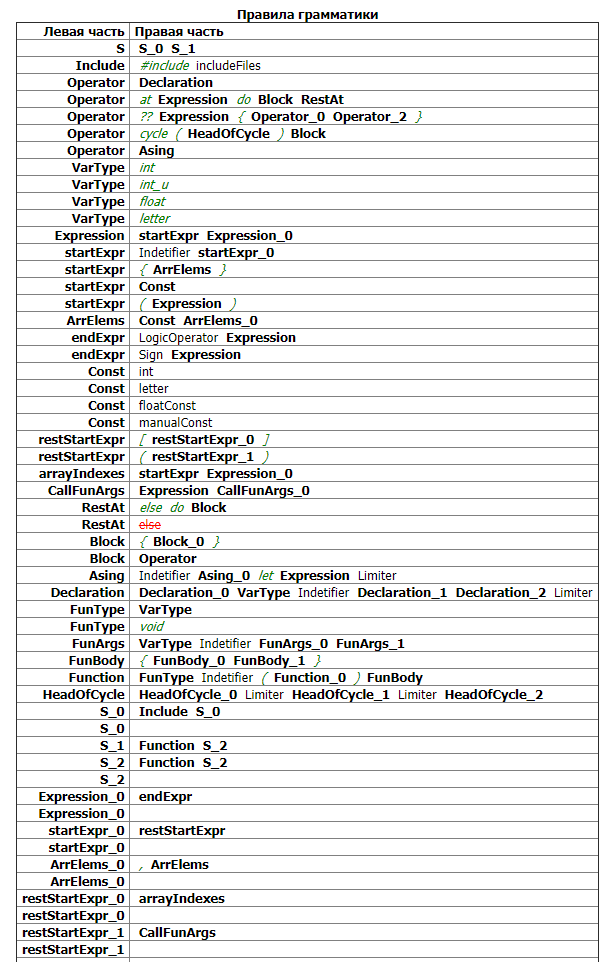 Правила грамматики
Левая часть Правая часть
S S_0 S_1
Include #include includeFiles
Operator Declaration
Operator at Expression do Block RestAt
Operator ?? Expression { Operator_0 Operator_2 }
Operator cycle ( HeadOfCycle ) Block
Operator Asing
VarType int
VarType int_u
VarType float
VarType letter
Expression startExpr Expression_0
startExpr Indetifier startExpr_0
startExpr { ArrElems }
startExpr Const
startExpr ( Expression )
ArrElems Const ArrElems_0
endExpr LogicOperator Expression
endExpr Sign Expression
Const int
Const letter
Const floatConst
Const manualConst
restStartExpr [ restStartExpr_0 ]
restStartExpr ( restStartExpr_1 )
arrayIndexes startExpr Expression_0
CallFunArgs Expression CallFunArgs_0
RestAt else do Block
RestAt else
Block { Block_0 }
Block Operator
Asing Indetifier Asing_0 let Expression Limiter
Declaration Declaration_0 VarType Indetifier Declaration_1 Declaration_2 Limiter
FunType VarType
FunType void
FunArgs VarType Indetifier FunArgs_0 FunArgs_1
FunBody { FunBody_0 FunBody_1 }
Function FunType Indetifier ( Function_0 ) FunBody
HeadOfCycle HeadOfCycle_0 Limiter HeadOfCycle_1 Limiter HeadOfCycle_2
S_0 Include S_0
S_0
S_1 Function S_2
S_2 Function S_2
S_2
Expression_0 endExpr
Expression_0
startExpr_0 restStartExpr
startExpr_0
ArrElems_0 , ArrElems
ArrElems_0
restStartExpr_0 arrayIndexes
restStartExpr_0
restStartExpr_1 CallFunArgs
restStartExpr_1